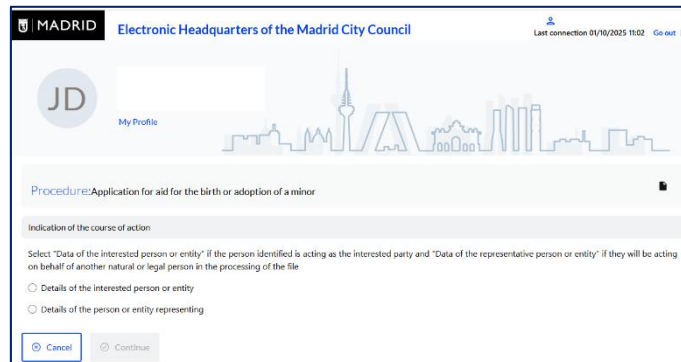 MADRID
Electronic Headquarters of the Madrid City Council
Last connection 01/10/2025 11:02 Go out
JD
My Profile
Procedure:Application for aid for the birth or adoption of a minor
Indication of the course of action
Select "Data of the interested person or entity" if the person identified is acting as the interested party and "Data of the representative person or entity" if they will be acting
on behalf of another natural or legal person in the processing of the file
Details of the interested person or entity
Details of the person or entity representing
Cancel
Continue